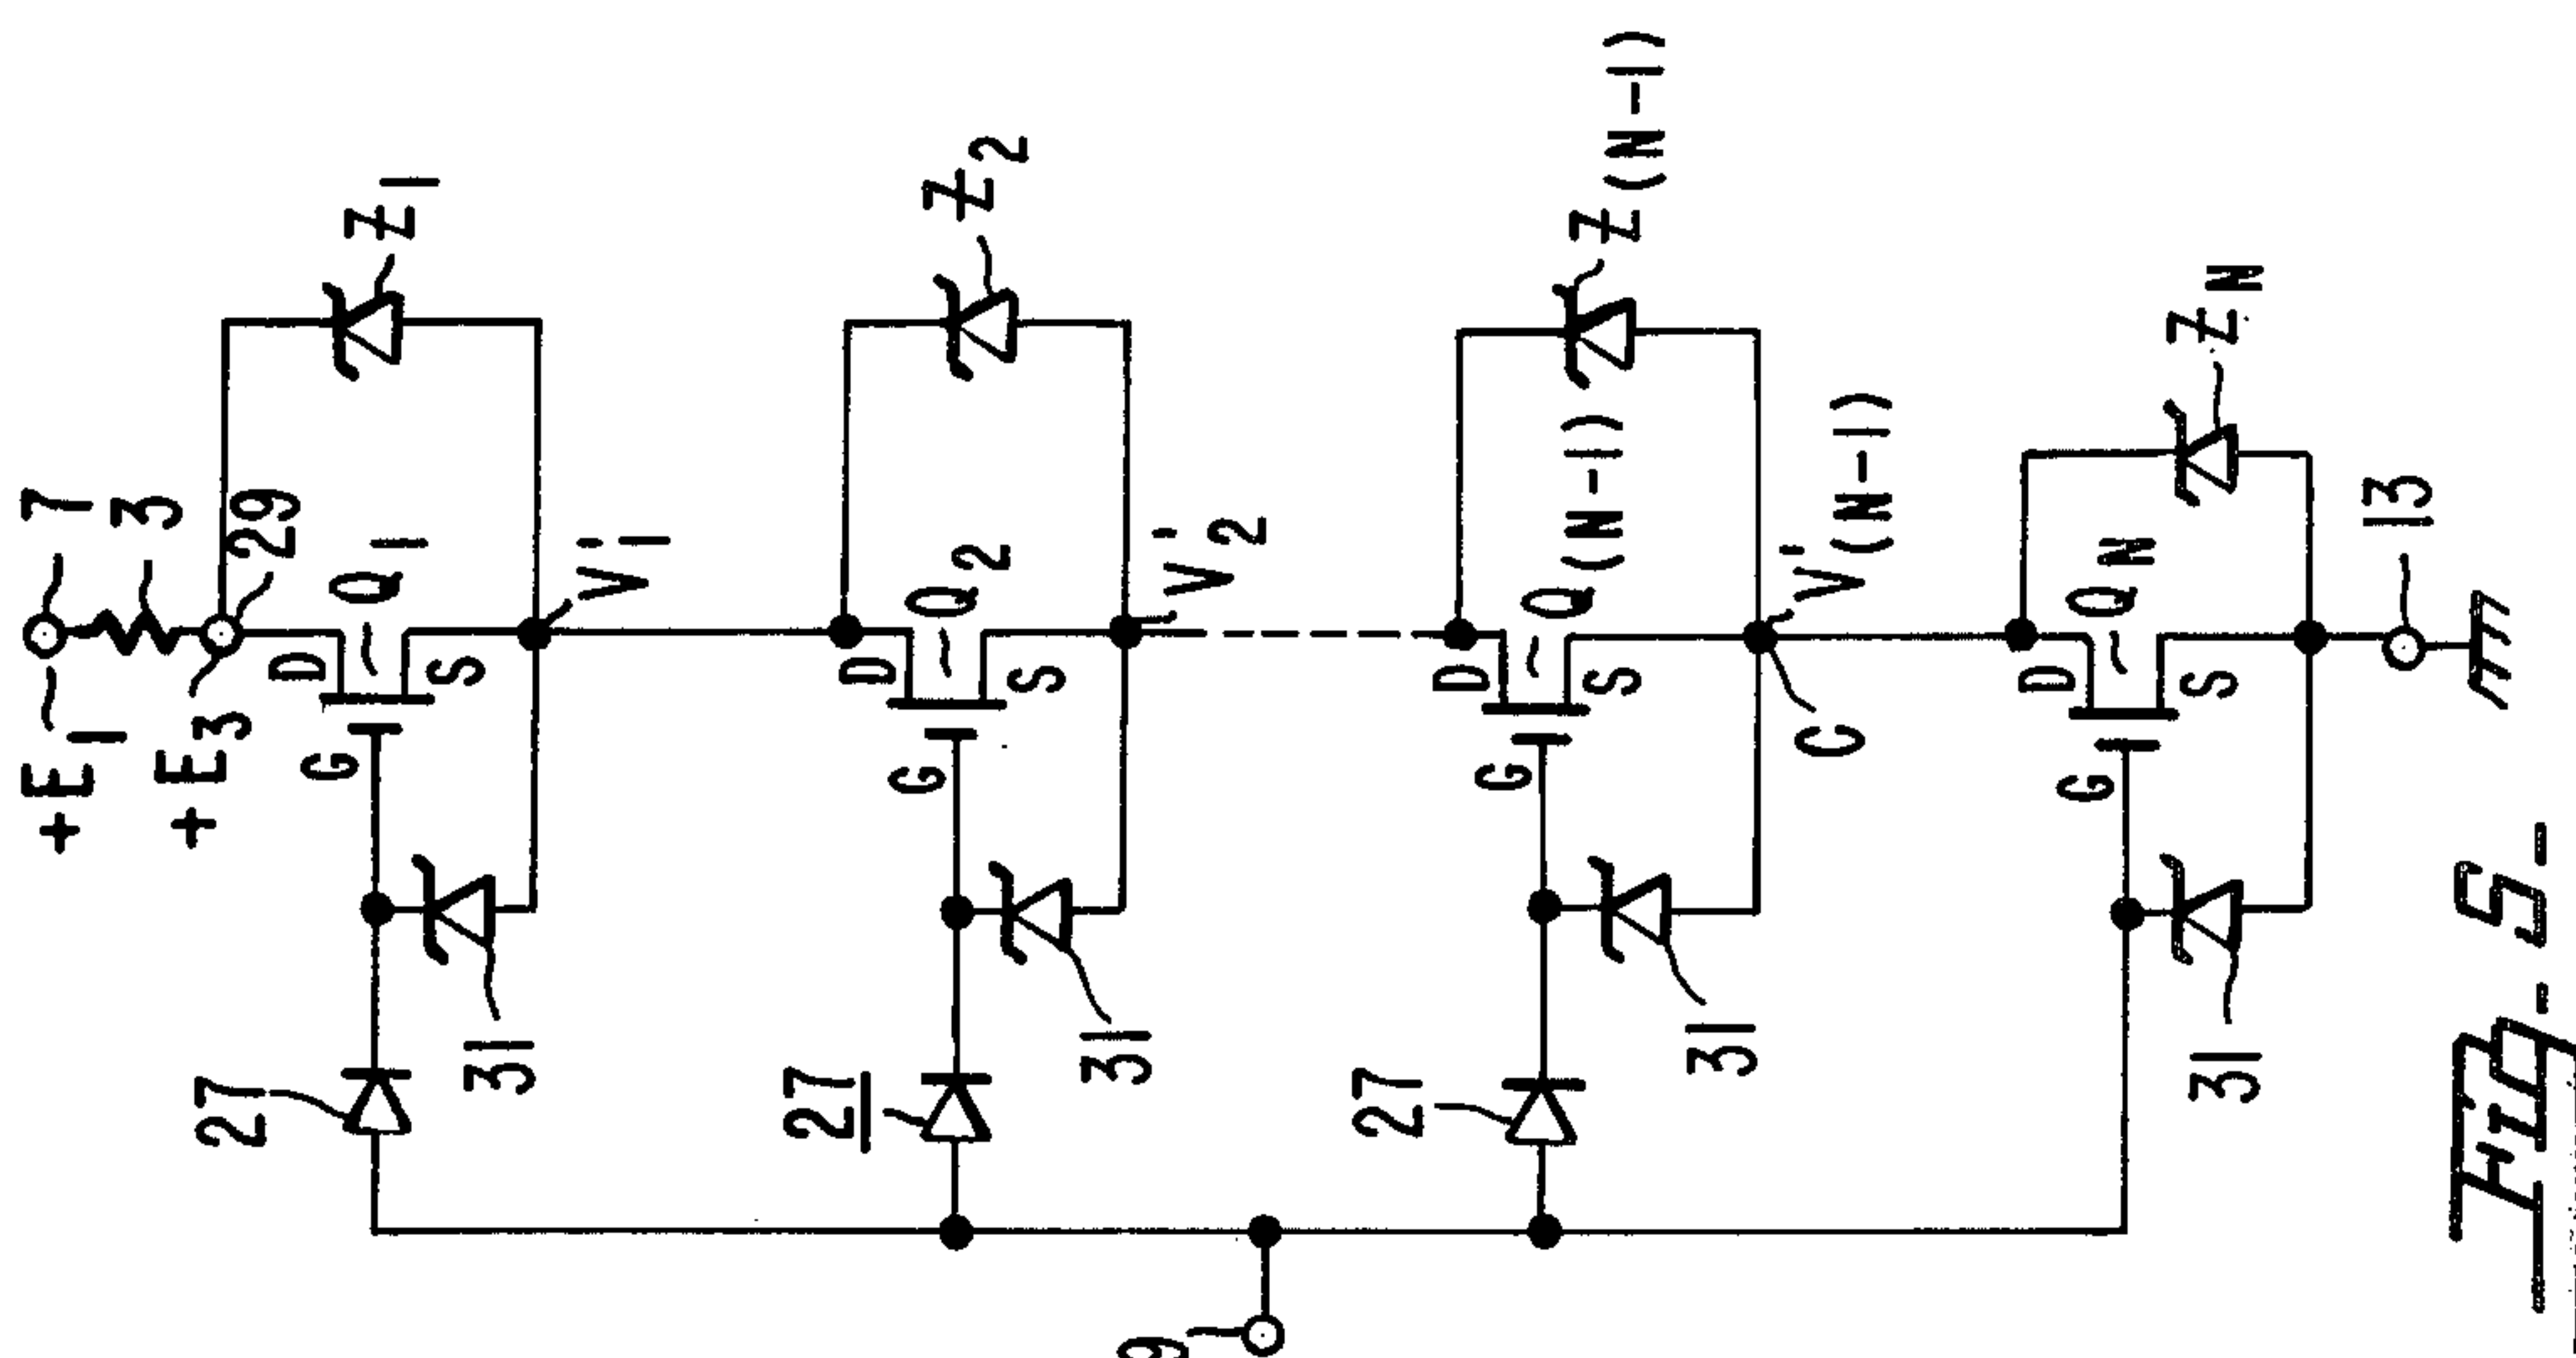 7
3
29
+E1
+E3
D
Q1
S
G
Z1
V'1
27
31
D
Q2
S
G
Z2
V'2
27
31
D
Q(N-1)
S
G
Z(N-1)
V'(N-1)
C
27
31
D
QN
S
G
ZN
13
31
9
Fig-5-